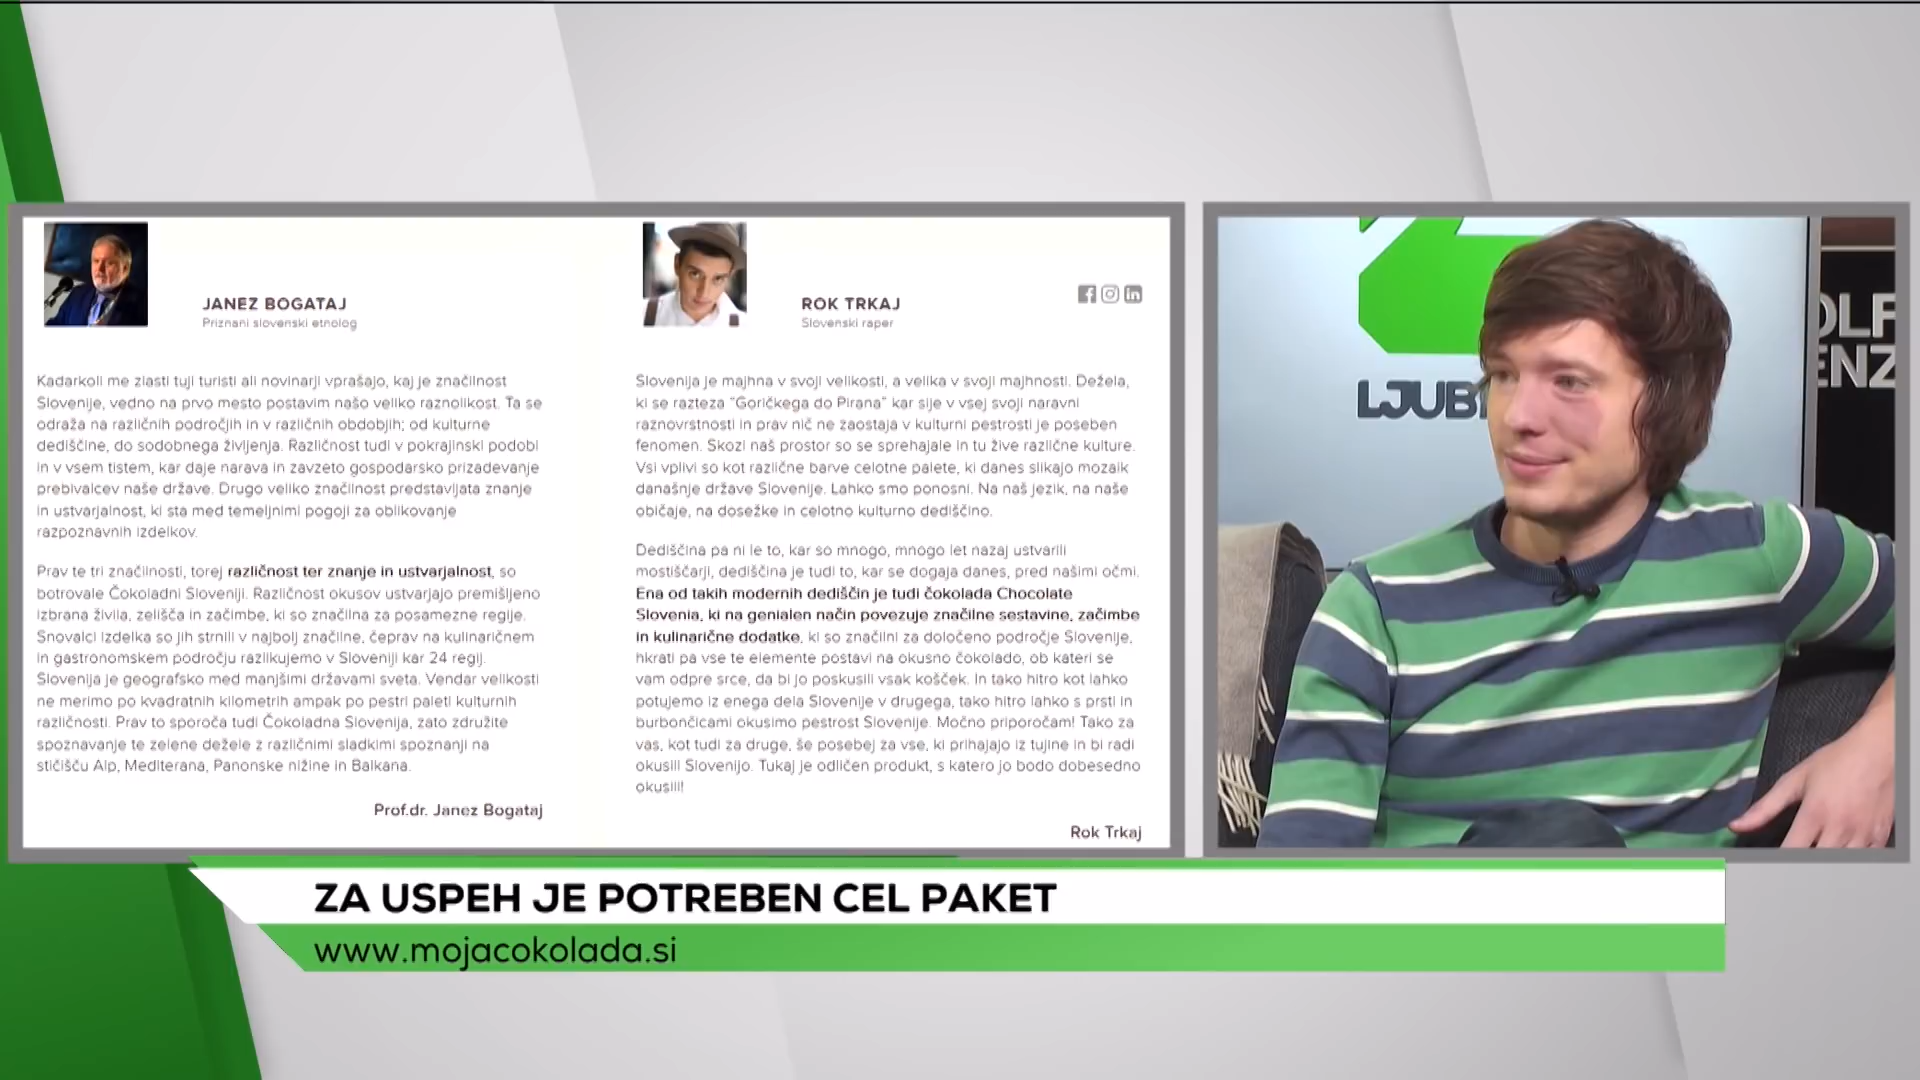 JANEZ BOGATAJ
Priznani slovenski etnolog
Kadarkoli me zlasti tuji turisti ali novinarji vprašajo, kaj je značilnost
Slovenije, vedno na prvo mesto postavim našo veliko raznolikost. Ta se
odraža na različnih področjih in v različnih obdobjih; od kulturne
dediščine, do sodobnega življenja. Različnost tudi v pokrajinski podobi
in v vsem tistem, kar daje narava in zavzeto gospodarsko prizadevanje
prebivalcev naše države. Drugo veliko značilnost predstavljata znanje
in ustvarjalnost, ki sta med temeljnimi pogoji za oblikovanje
razpoznavnih izdelkov.
Prav te tri značilnosti, torej različnost ter znanje in ustvarjalnost, so
botrovale Čokoladni Sloveniji. Različnost okusov ustvarjajo premišljeno
izbrana živila, zelišča in začimbe, ki so značilna za posamezne regije.
Snovalci izdelka so jih strnili v najbolj značilne, čeprav na kulinaričnem
in gastronomskem področju razlikujemo v Sloveniji kar 24 regij.
Slovenija je geografsko med manjšimi državami sveta. Vendar velikosti
ne merimo po kvadratnih kilometrih ampak po pestri paleti kulturnih
različnosti. Prav to sporoča tudi Čokoladna Slovenija, zato združite
spoznavanje te zelene dežele z različnimi sladkimi spoznanji na
stičišču Alp, Mediterana, Panonske nižine in Balkana.
Prof.dr. Janez Bogataj
ROK TRKAJ
Slovenski raper
Slovenija je majhna v svoji velikosti, a velika v svoji majhnosti. Dežela,
ki se razteza "Goričkega do Pirana" kar sije v vsej svoji naravni
raznovrstnosti in prav nič ne zaostaja v kulturni pestrosti je poseben
fenomen. Skozi naš prostor so se sprehajale in tu žive različne kulture.
Vsi vplivi so kot različne barve celotne palete, ki danes slikajo mozaik
današnje države Slovenije. Lahko smo ponosni. Na naš jezik, na naše
običaje, na dosežke in celotno kulturno dediščino.
Dediščina pa ni le to, kar so mnogo, mnogo let nazaj ustvarili
mostiščarji, dediščina je tudi to, kar se dogaja danes, pred našimi očmi.
Ena od takih modernih dediščin je tudi čokolada Chocolate
Slovenia, ki na genialen način povezuje značilne sestavine, začimbe
in kulinarične dodatke, ki so značilni za določeno področje Slovenije,
hkrati pa vse te elemente postavi na okusno čokolado, ob kateri se
vam odpre srce, da bi jo poskusili vsak košček. In tako hitro kot lahko
potujemo iz enega dela Slovenije v drugega, tako hitro lahko s prsti in
burbončicami okusimo pestrost Slovenije. Močno priporočam! Tako za
vas, kot tudi za druge, še posebej za vse, ki prihajajo iz tujine in bi radi
okusili Slovenijo. Tukaj je odličen produkt, s katero jo bodo dobesedno
okusili!
Rok Trkaj
LJUB
OLF
ENZ
ZA USPEH JE POTREBEN CEL PAKET
www.mojacokolada.si